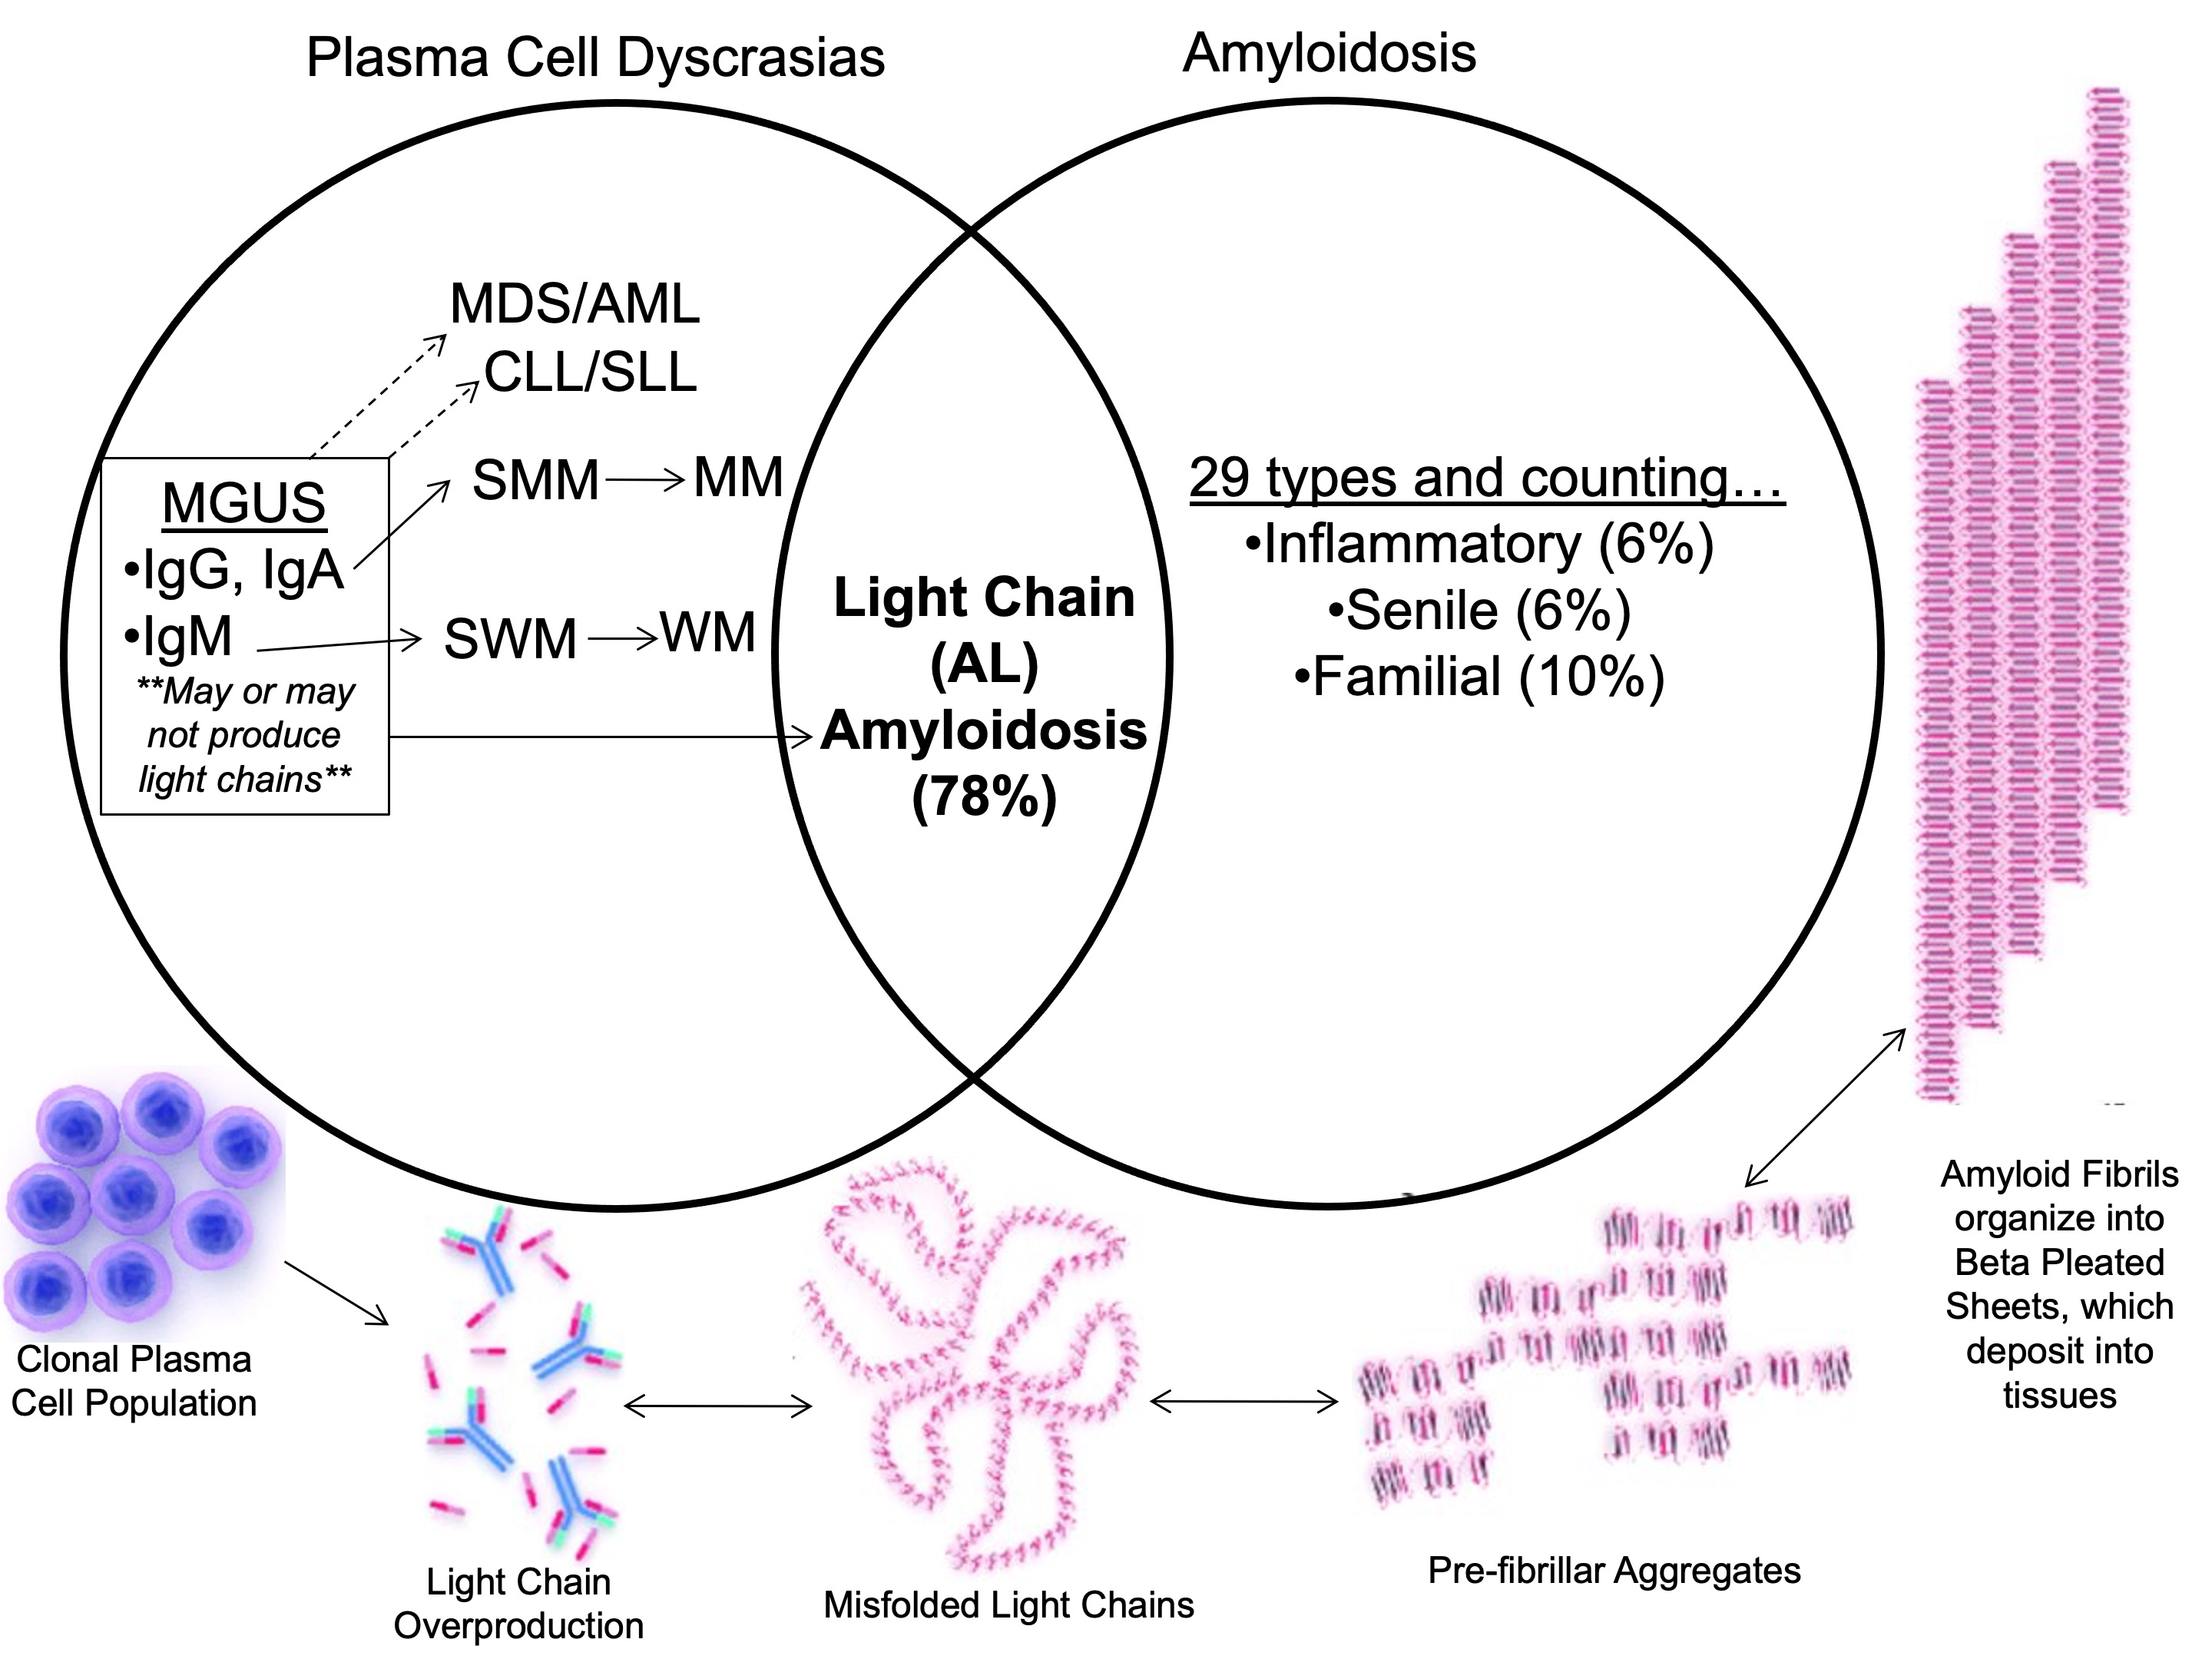 Plasma Cell Dyscrasias
Amyloidosis
MDS/AML
CLL/SLL
SMM
MM
MGUS
•IgG, IgA
•IgM
**May or may
not produce
light chains**
SWM
WM
Light Chain
(AL)
Amyloidosis
(78%)
29 types and counting…
•Inflammatory (6%)
•Senile (6%)
•Familial (10%)
Clonal Plasma
Cell Population
Light Chain
Overproduction
Misfolded Light Chains
Pre-fibrillar Aggregates
Amyloid Fibrils
organize into
Beta Pleated
Sheets, which
deposit into
tissues